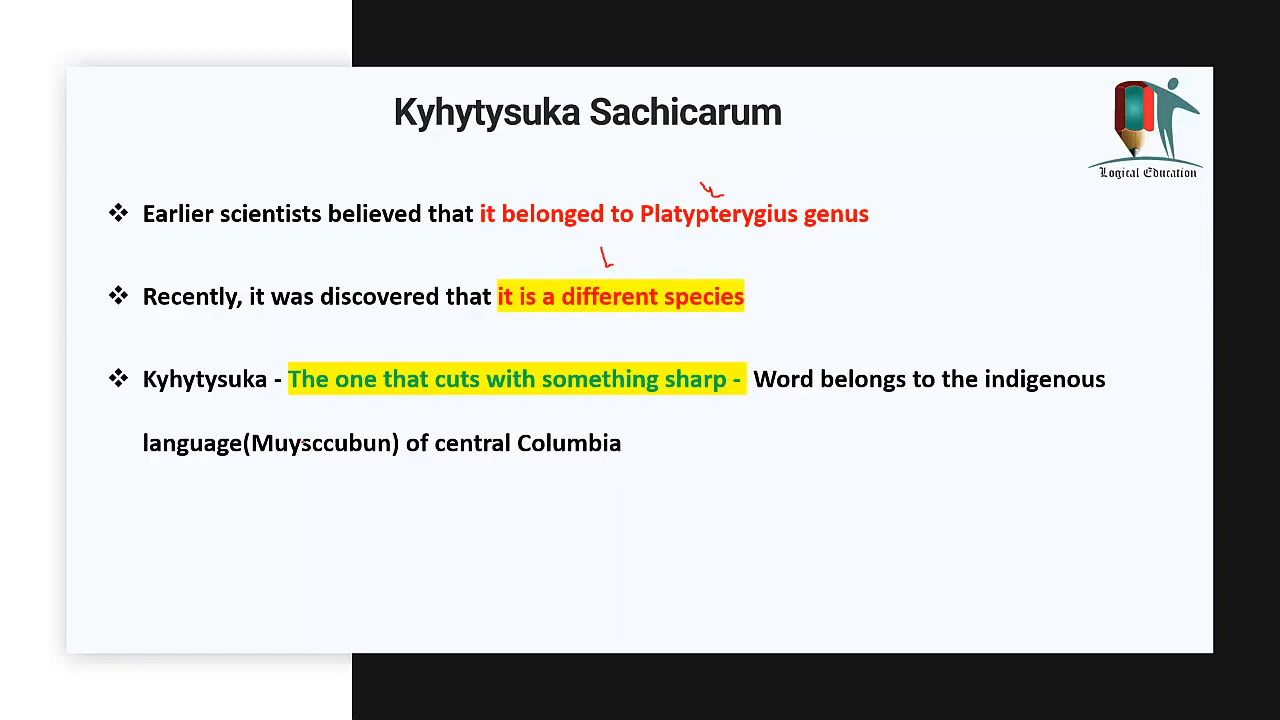 Kyhytysuka Sachicarum
Logical Education
❖ Earlier scientists believed that it belonged to Platypterygius genus
❖ Recently, it was discovered that it is a different species
❖ Kyhytysuka - The one that cuts with something sharp - Word belongs to the indigenous
language(Muysccubun) of central Columbia